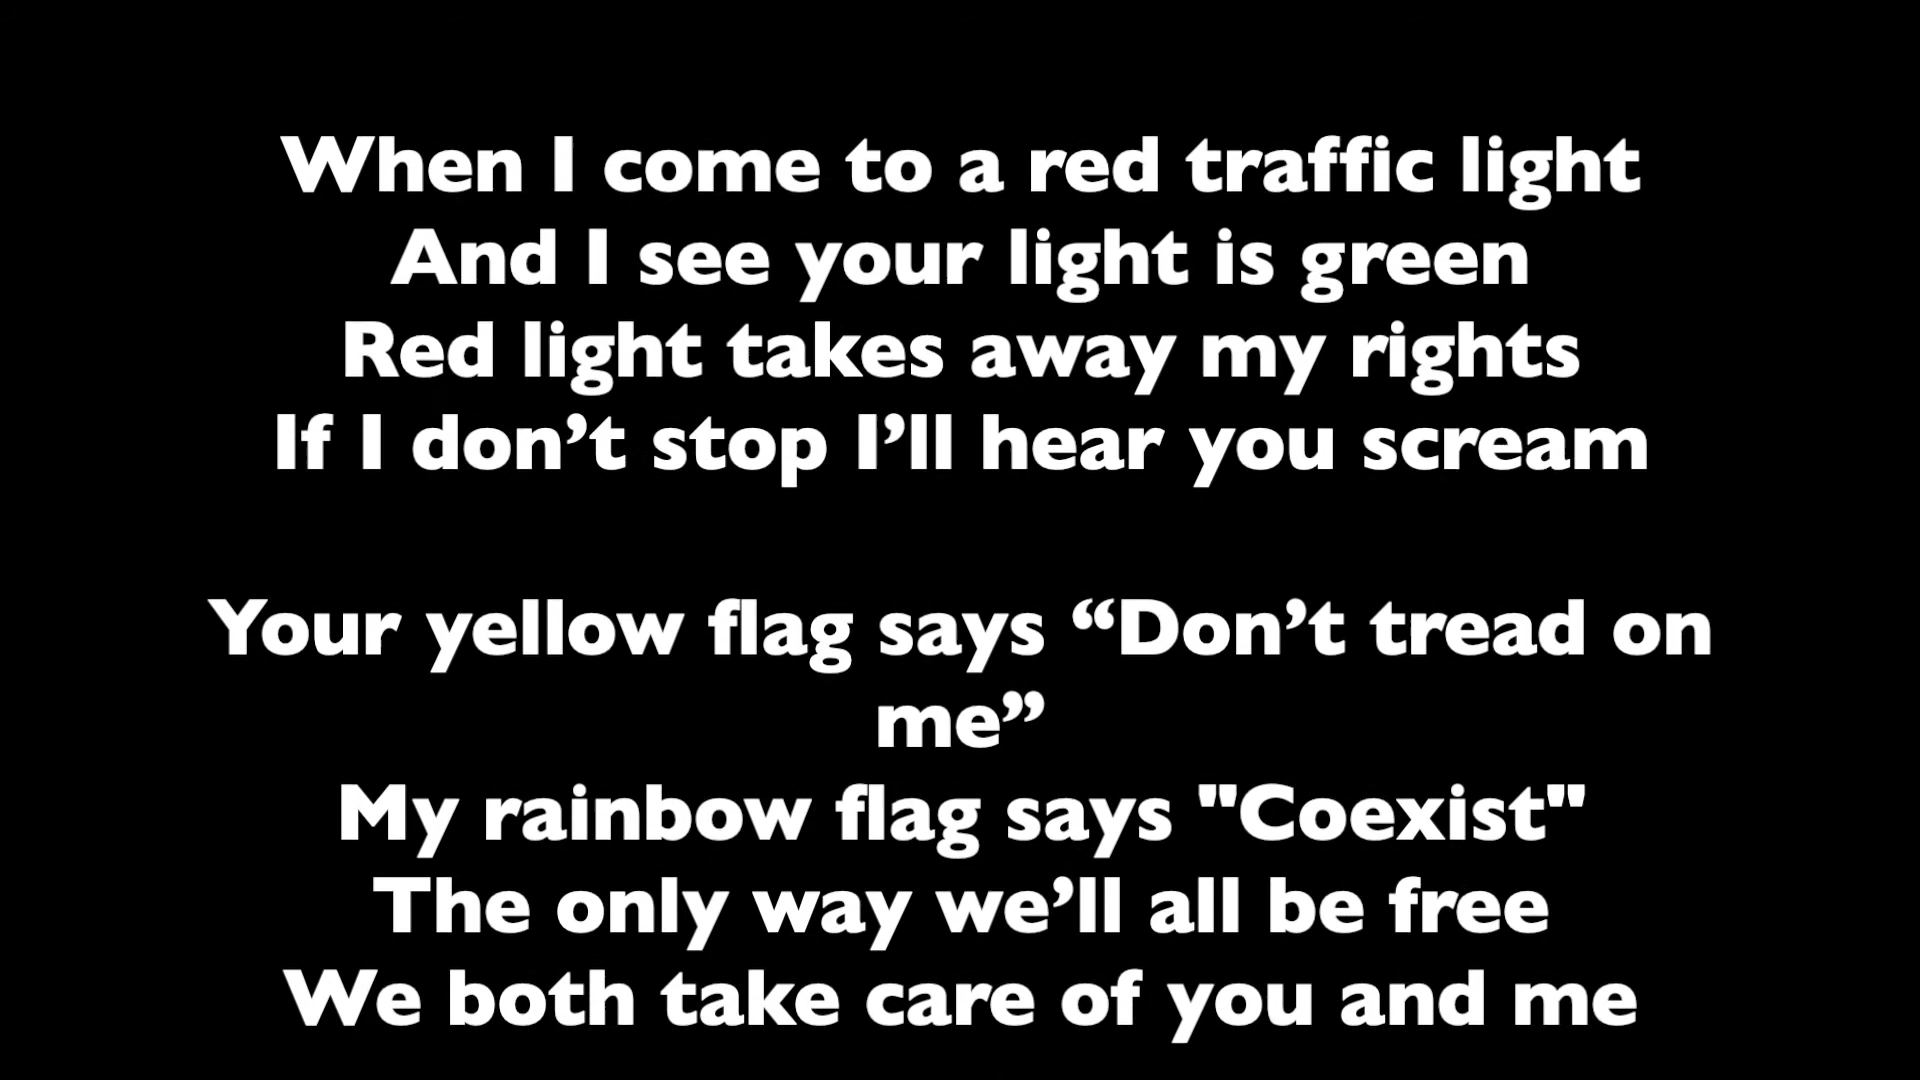 When I come to a red traffic light
And I see your light is green
Red light takes away my rights
If I don’t stop I’ll hear you scream
Your yellow flag says “Don’t tread on
me”
My rainbow flag says "Coexist"
The only way we’ll all be free
We both take care of you and me